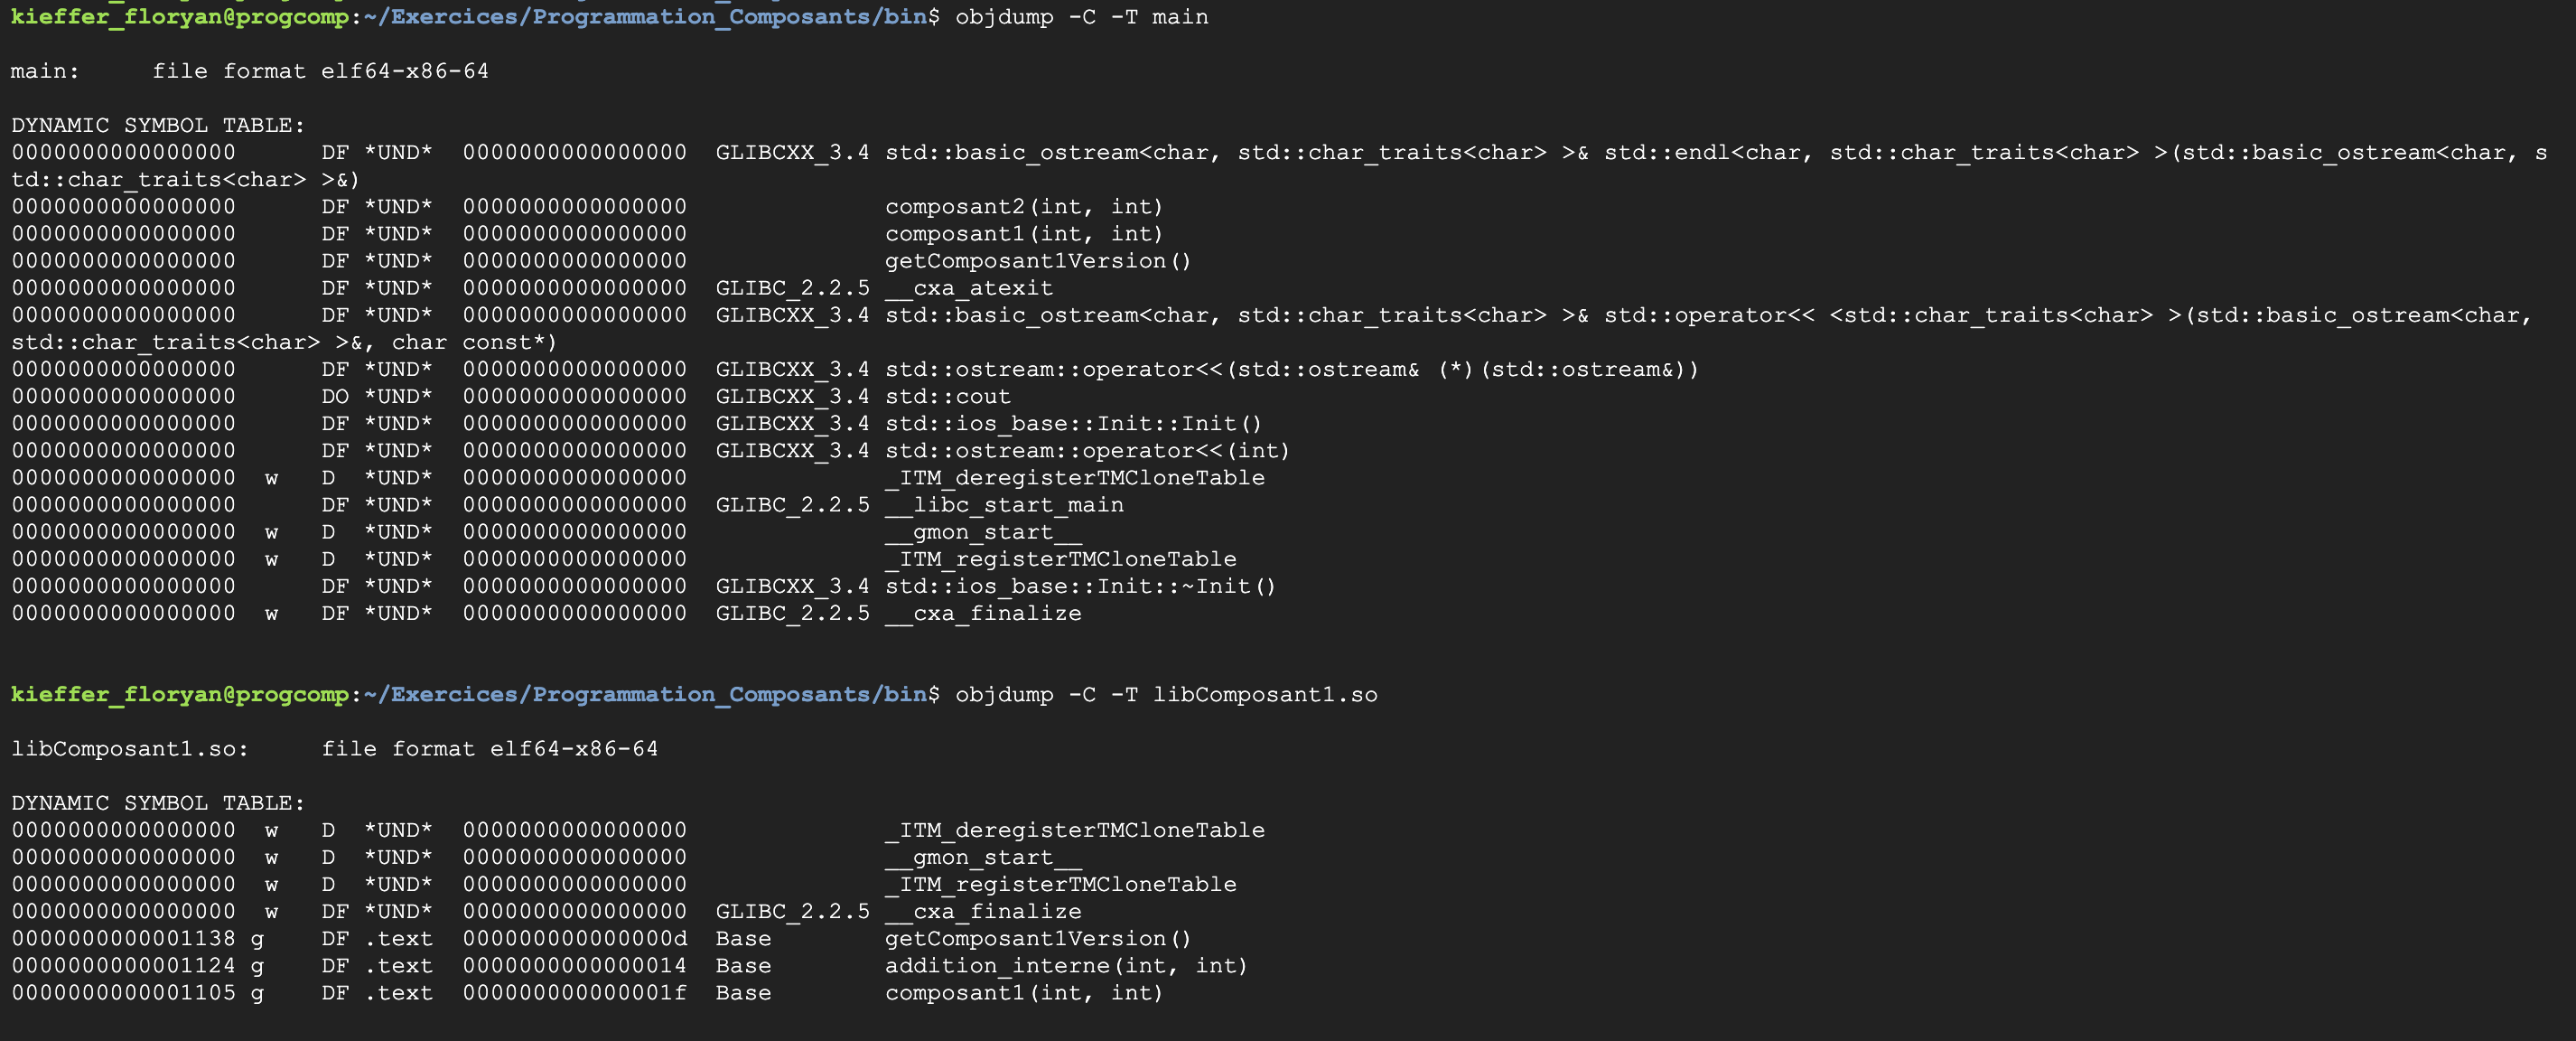 kieffer_floryan@progcomp:~/Exercices/Programmation_Composants/bin$ objdump -C -T main
main:     file format elf64-x86-64
DYNAMIC SYMBOL TABLE:
0000000000000000      DF *UND*  0000000000000000  GLIBCXX_3.4 std::basic_ostream<char, std::char_traits<char> >& std::endl<char, std::char_traits<char> >(std::basic_ostream<char, s
td::char_traits<char> >&)
0000000000000000      DF *UND*  0000000000000000              composant2(int, int)
0000000000000000      DF *UND*  0000000000000000              composant1(int, int)
0000000000000000      DF *UND*  0000000000000000              getComposant1Version()
0000000000000000      DF *UND*  0000000000000000  GLIBC_2.2.5 __cxa_atexit
0000000000000000      DF *UND*  0000000000000000  GLIBCXX_3.4 std::basic_ostream<char, std::char_traits<char> >& std::operator<< <std::char_traits<char> >(std::basic_ostream<char,
std::char_traits<char> >&, char const*)
0000000000000000      DF *UND*  0000000000000000  GLIBCXX_3.4 std::ostream::operator<<(std::ostream& (*)(std::ostream&))
0000000000000000      DO *UND*  0000000000000000  GLIBCXX_3.4 std::cout
0000000000000000      DF *UND*  0000000000000000  GLIBCXX_3.4 std::ios_base::Init::Init()
0000000000000000      DF *UND*  0000000000000000  GLIBCXX_3.4 std::ostream::operator<<(int)
0000000000000000  w   D  *UND*  0000000000000000              _ITM_deregisterTMCloneTable
0000000000000000      DF *UND*  0000000000000000  GLIBC_2.2.5 __libc_start_main
0000000000000000  w   D  *UND*  0000000000000000              __gmon_start__
0000000000000000  w   D  *UND*  0000000000000000              _ITM_registerTMCloneTable
0000000000000000      DF *UND*  0000000000000000  GLIBCXX_3.4 std::ios_base::Init::~Init()
0000000000000000  w   DF *UND*  0000000000000000  GLIBC_2.2.5 __cxa_finalize
kieffer_floryan@progcomp:~/Exercices/Programmation_Composants/bin$ objdump -C -T libComposant1.so
libComposant1.so:     file format elf64-x86-64
DYNAMIC SYMBOL TABLE:
0000000000000000  w   D  *UND*  0000000000000000              _ITM_deregisterTMCloneTable
0000000000000000  w   D  *UND*  0000000000000000              __gmon_start__
0000000000000000  w   D  *UND*  0000000000000000              _ITM_registerTMCloneTable
0000000000000000  w   DF *UND*  0000000000000000  GLIBC_2.2.5 __cxa_finalize
0000000000001138 g    DF .text  000000000000000d  Base        getComposant1Version()
0000000000001124 g    DF .text  0000000000000014  Base        addition_interne(int, int)
0000000000001105 g    DF .text  000000000000001f  Base        composant1(int, int)